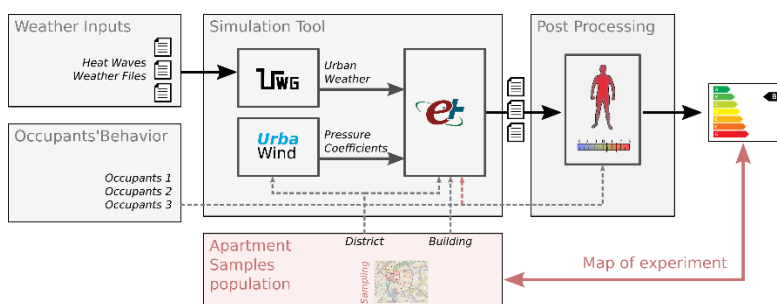 Weather Inputs
Heat Waves
Weather Files
Simulation Tool
UWG
Urban
Weather
Urba
Wind
Pressure
Coefficients
e+
Post Processing
A
B
Occupants'Behavior
Occupants 1
Occupants 2
Occupants 3
Apartment
Samples
population
District
Building
Sampling
Map of experiment